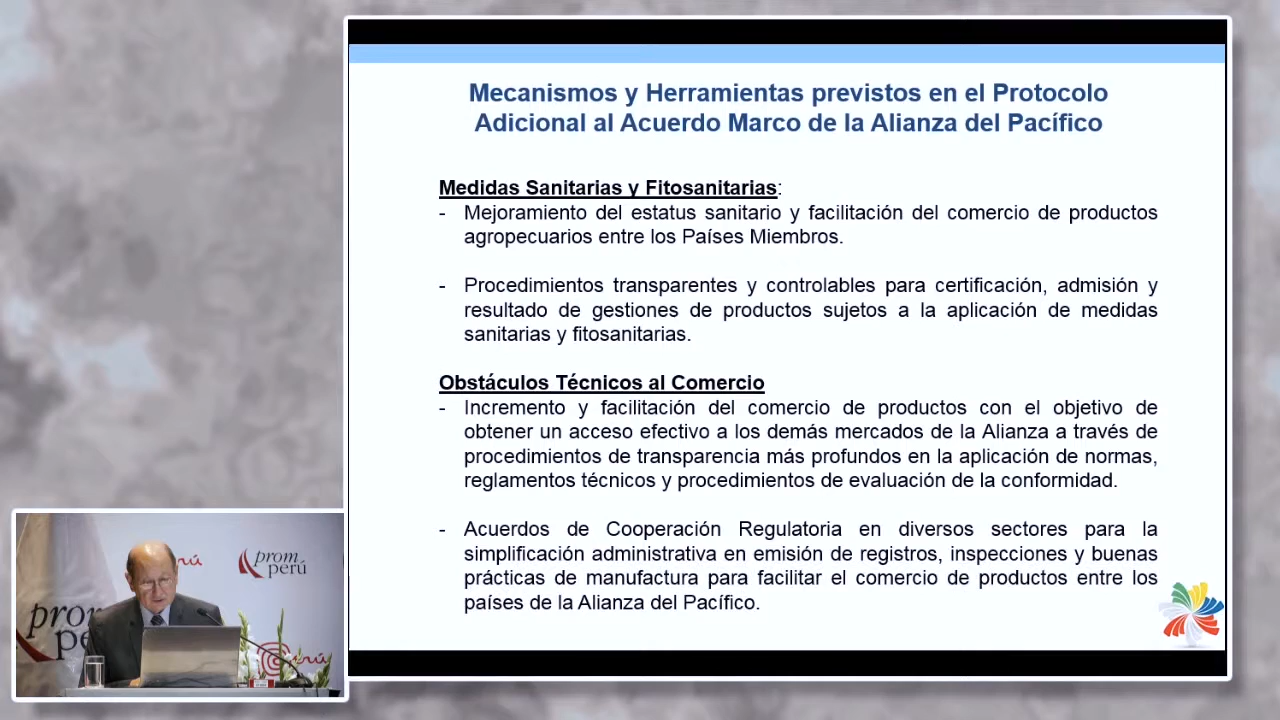 Mecanismos y Herramientas previstos en el Protocolo
Adicional al Acuerdo Marco de la Alianza del Pacífico
Medidas Sanitarias y Fitosanitarias:
- Mejoramiento del estatus sanitario y facilitación del comercio de productos
agropecuarios entre los Países Miembros.
- Procedimientos transparentes y controlables para certificación, admisión y
resultado de gestiones de productos sujetos a la aplicación de medidas
sanitarias y fitosanitarias.
Obstáculos Técnicos al Comercio
- Incremento y facilitación del comercio de productos con el objetivo de
obtener un acceso efectivo a los demás mercados de la Alianza a través de
procedimientos de transparencia más profundos en la aplicación de normas,
reglamentos técnicos y procedimientos de evaluación de la conformidad.
- Acuerdos de Cooperación Regulatoria en diversos sectores para la
simplificación administrativa en emisión de registros, inspecciones y buenas
prácticas de manufactura para facilitar el comercio de productos entre los
países de la Alianza del Pacífico.
prom
perú
rú
prom
pe
Perú